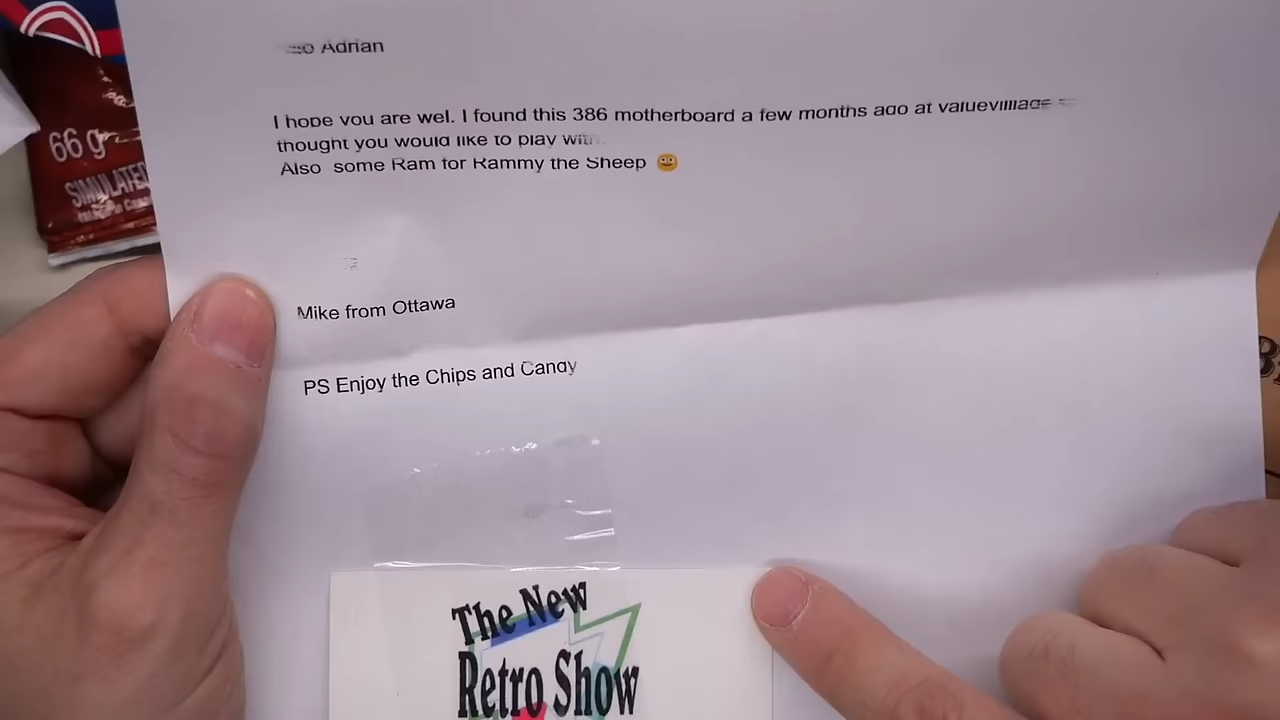 Adrian
I hope you are wel. I found this 386 motherboard a few months ago at valuevillage
thought you would like to play with
Also some Ram for Rammy the Sheep
Mike from Ottawa
PS Enjoy the Chips and Candy
66 g
SIMULATED
The New
Retro Show